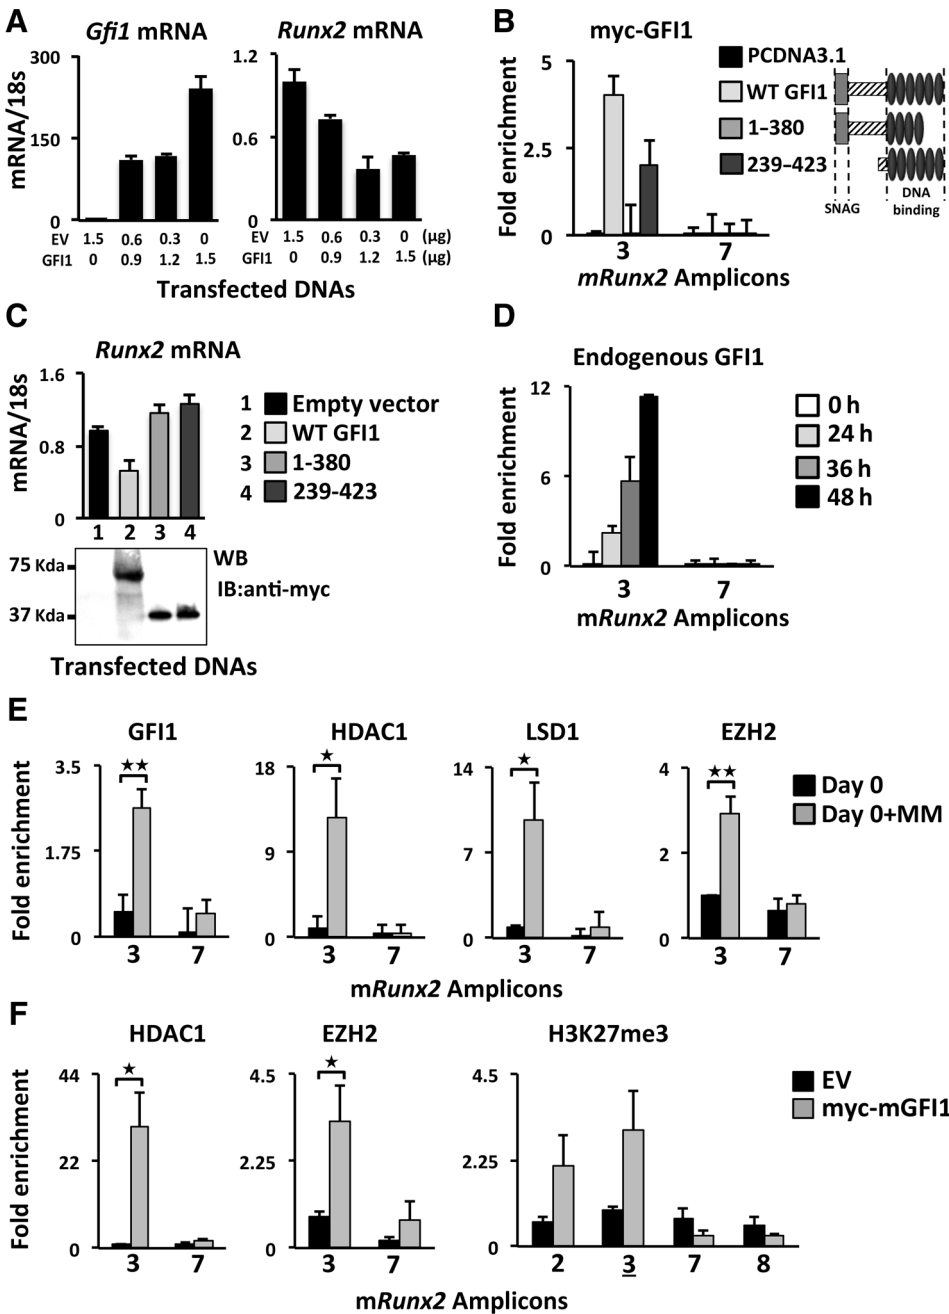 A
Gfi1 mRNA
Runx2 mRNA
mRNA/18s
300
150
0
1.2
0.6
0
EV 1.5 0.6 0.3 0
GFI1 0 0.9 1.2 1.5
EV 1.5 0.6 0.3 0 (µg)
GFI1 0 0.9 1.2 1.5 (µg)
Transfected DNAs
B
myc-GFI1
Fold enrichment
5
2.5
0
3 7
mRunx2 Amplicons
PCDNA3.1
WT GFI1
1–380
239–423
SNAG
DNA
binding
C
Runx2 mRNA
mRNA/18s
1.6
0.8
0
1 2 3 4
1 Empty vector
2 WT GFI1
3 1-380
4 239-423
75 Kda
37 Kda
WB
IB:anti-myc
Transfected DNAs
D
Endogenous GFI1
Fold enrichment
12
6
0
3 7
mRunx2 Amplicons
0 h
24 h
36 h
48 h
E
GFI1
HDAC1
LSD1
EZH2
Fold enrichment
3.5
1.75
0
★★
3 7
18
9
0
★
3 7
14
7
0
★
3 7
4
2
0
★★
3 7
Day 0
Day 0+MM
mRunx2 Amplicons
F
HDAC1
EZH2
H3K27me3
Fold enrichment
44
22
0
★
3 7
4.5
2.25
0
★
3 7
4.5
2.25
0
2 3 7 8
EV
myc-mGFI1
mRunx2 Amplicons